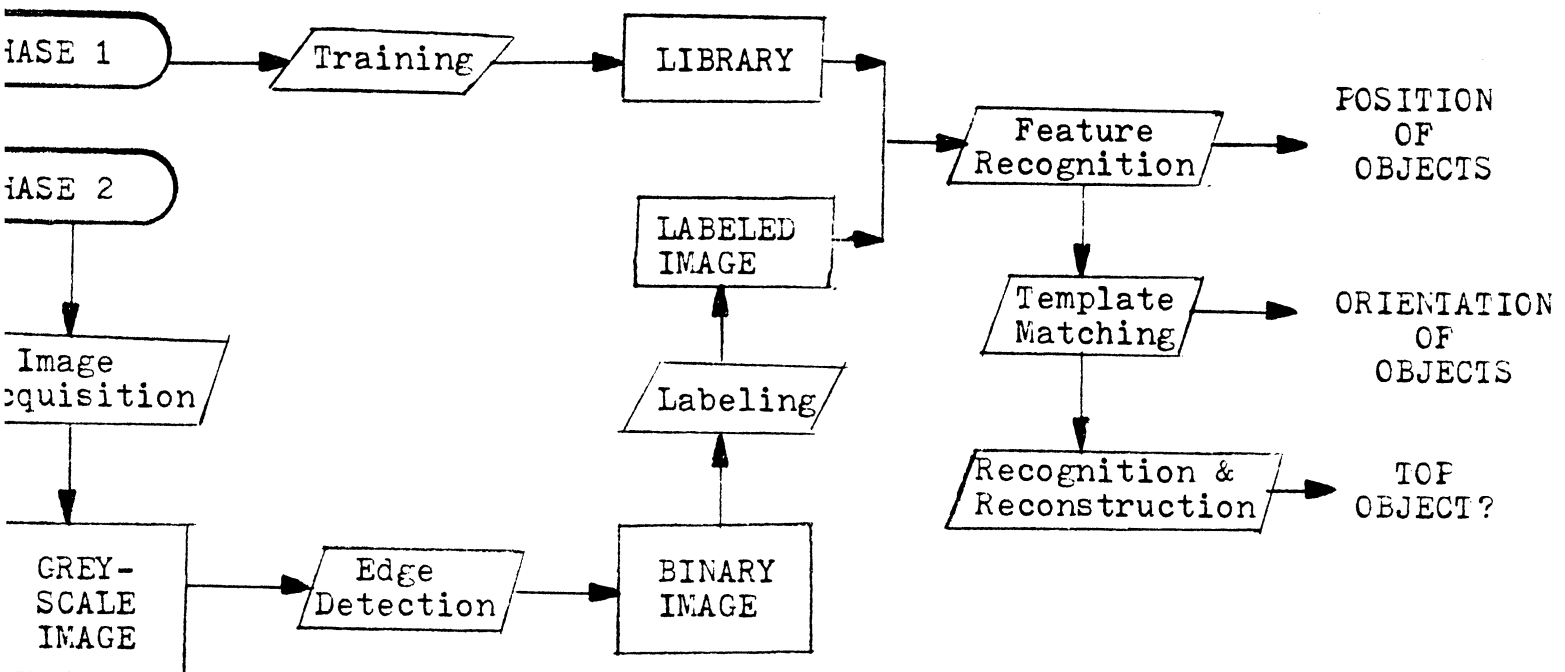 HASE 1
Training
LIBRARY
Feature
Recognition
POSITION
OF
OBJECTS
HASE 2
LABELED
IMAGE
Template
Matching
ORIENTATION
OF
OBJECTS
Image
cquisition
Labeling
Recognition &
Reconstruction
TOP
OBJECT?
GREY-
SCALE
IMAGE
Edge
Detection
BINARY
IMAGE